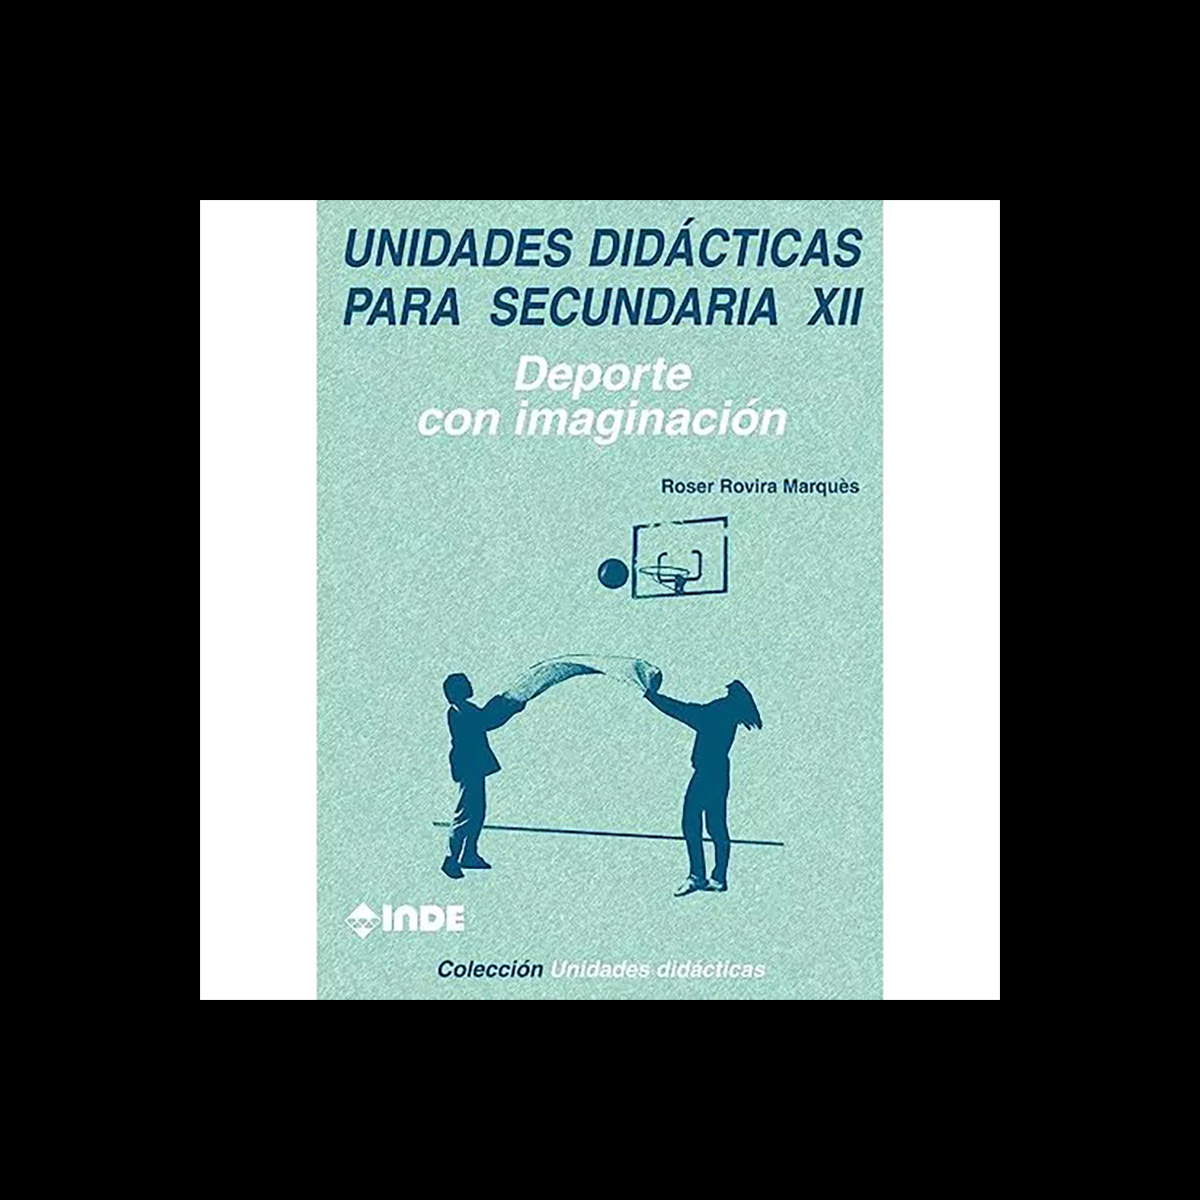 UNIDADES DIDÁCTICAS
PARA SECUNDARIA XII
Deporte
con imaginación
Roser Rovira Marquès
INDE
Colección Unidades didácticas